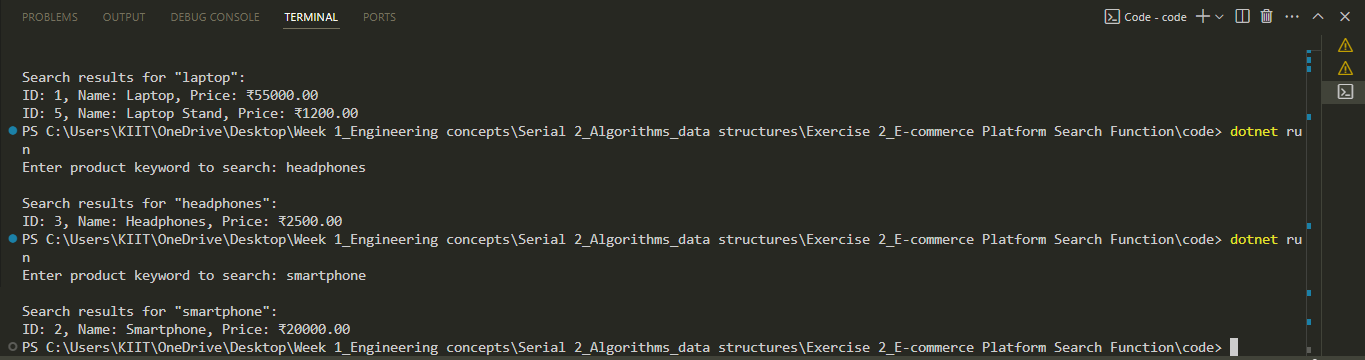 PROBLEMS OUTPUT DEBUG CONSOLE TERMINAL PORTS Code - code
Search results for "laptop":
ID: 1, Name: Laptop, Price: ₹55000.00
ID: 5, Name: Laptop Stand, Price: ₹1200.00
PS C:\Users\KIIT\OneDrive\Desktop\Week 1_Engineering concepts\Serial 2_Algorithms_data structures\Exercise 2_E-commerce Platform Search Function\code> dotnet ru
n
Enter product keyword to search: headphones
Search results for "headphones":
ID: 3, Name: Headphones, Price: ₹2500.00
PS C:\Users\KIIT\OneDrive\Desktop\Week 1_Engineering concepts\Serial 2_Algorithms_data structures\Exercise 2_E-commerce Platform Search Function\code> dotnet ru
n
Enter product keyword to search: smartphone
Search results for "smartphone":
ID: 2, Name: Smartphone, Price: ₹20000.00
PS C:\Users\KIIT\OneDrive\Desktop\Week 1_Engineering concepts\Serial 2_Algorithms_data structures\Exercise 2_E-commerce Platform Search Function\code>